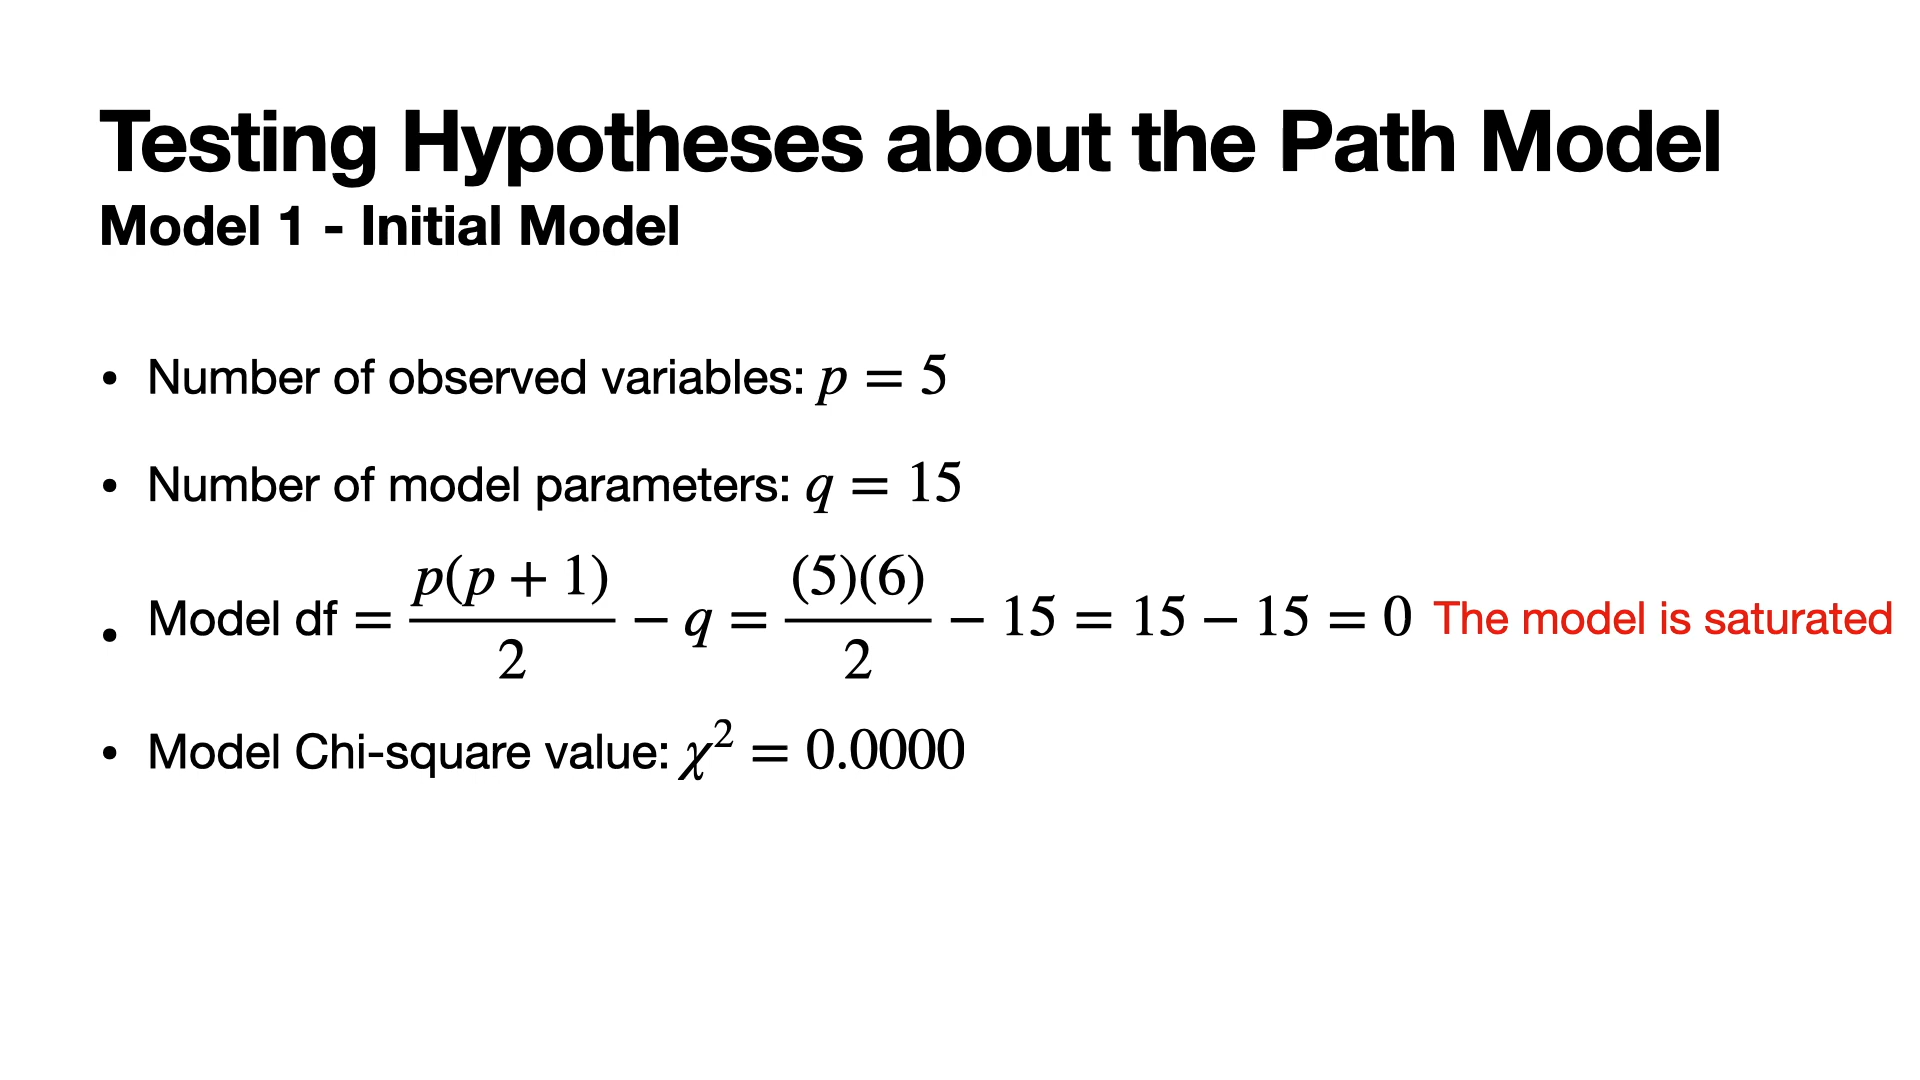 Testing Hypotheses about the Path Model
Model 1 - Initial Model
• Number of observed variables: p = 5
• Number of model parameters: q = 15
• Model df = p(p + 1)/2 − q = (5)(6)/2 − 15 = 15 − 15 = 0 The model is saturated
• Model Chi-square value: χ² = 0.0000